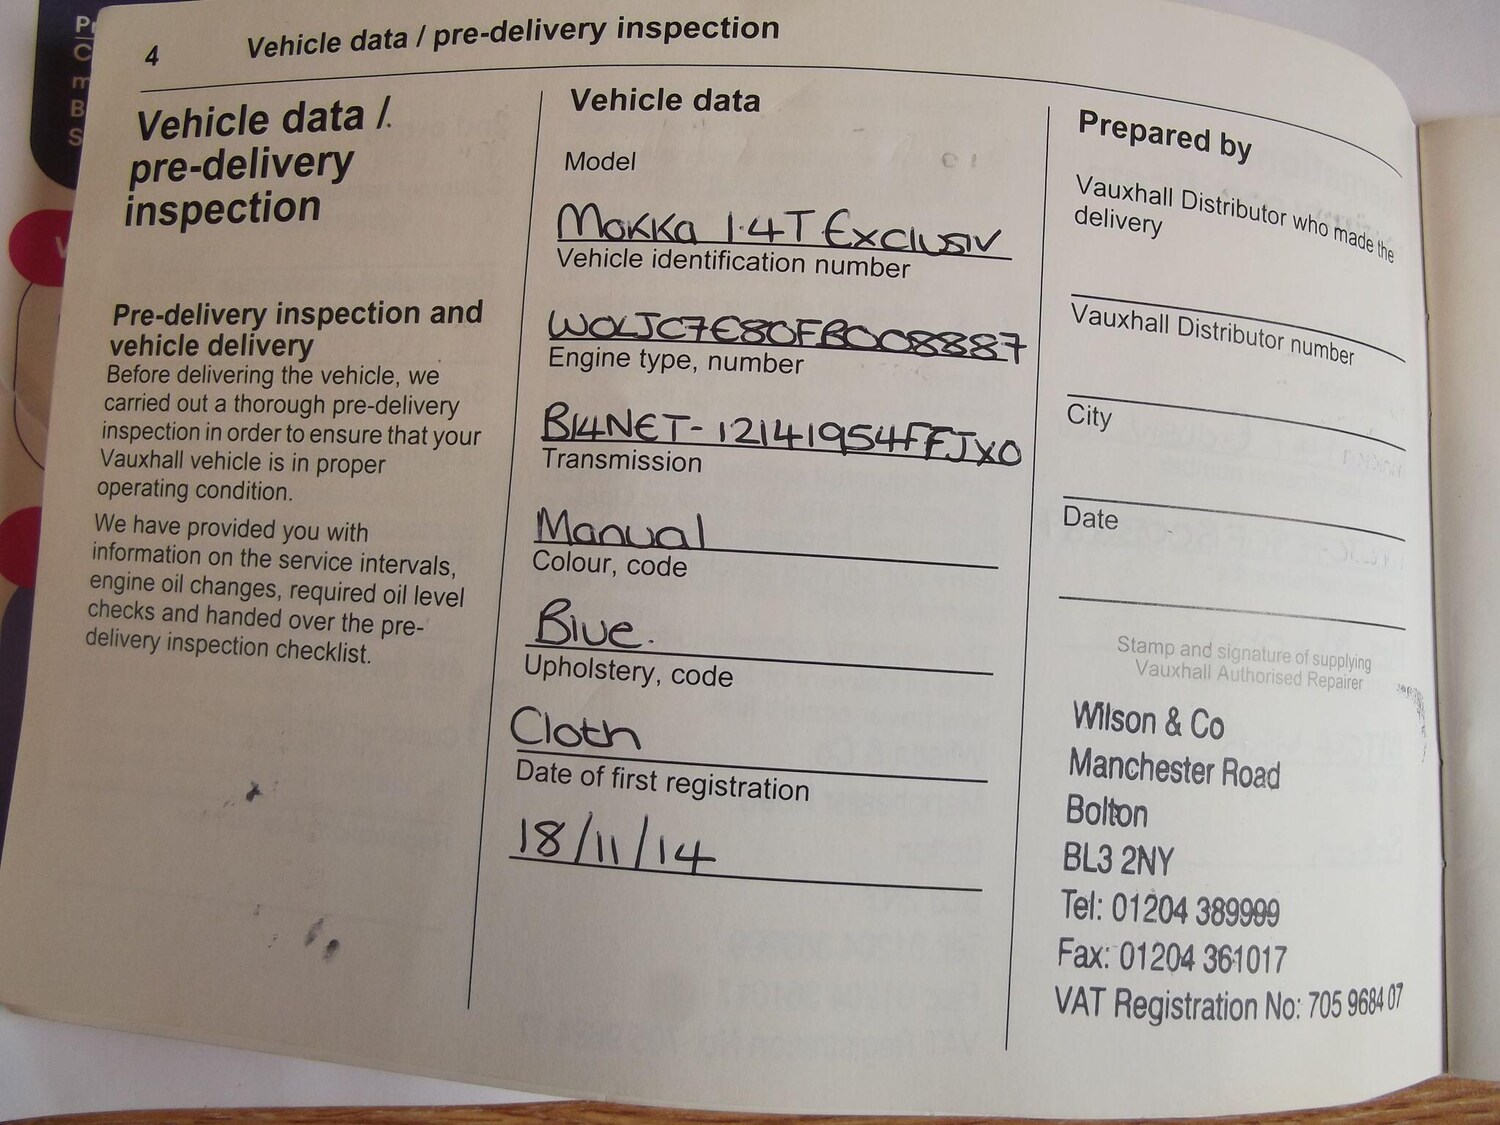 Pr
C
m
B
S
4
Vehicle data / pre-delivery inspection
Vehicle data /
pre-delivery
inspection
Pre-delivery inspection and
vehicle delivery
Before delivering the vehicle, we
carried out a thorough pre-delivery
inspection in order to ensure that your
Vauxhall vehicle is in proper
operating condition.
We have provided you with
information on the service intervals,
engine oil changes, required oil level
checks and handed over the pre-
delivery inspection checklist.
Vehicle data
Model
Mokka 1.4T Exclusiv
Vehicle identification number
W0LJC7E80FB008887
Engine type, number
B14NET-12141954FFJX0
Transmission
Manual
Colour, code
Blue.
Upholstery, code
Cloth
Date of first registration
18/11/14
Prepared by
Vauxhall Distributor who made the
delivery
Vauxhall Distributor number
City
Date
Stamp and signature of supplying
Vauxhall Authorised Repairer
Wilson & Co
Manchester Road
Bolton
BL3 2NY
Tel: 01204 389999
Fax: 01204 361017
VAT Registration No: 705 9684 07